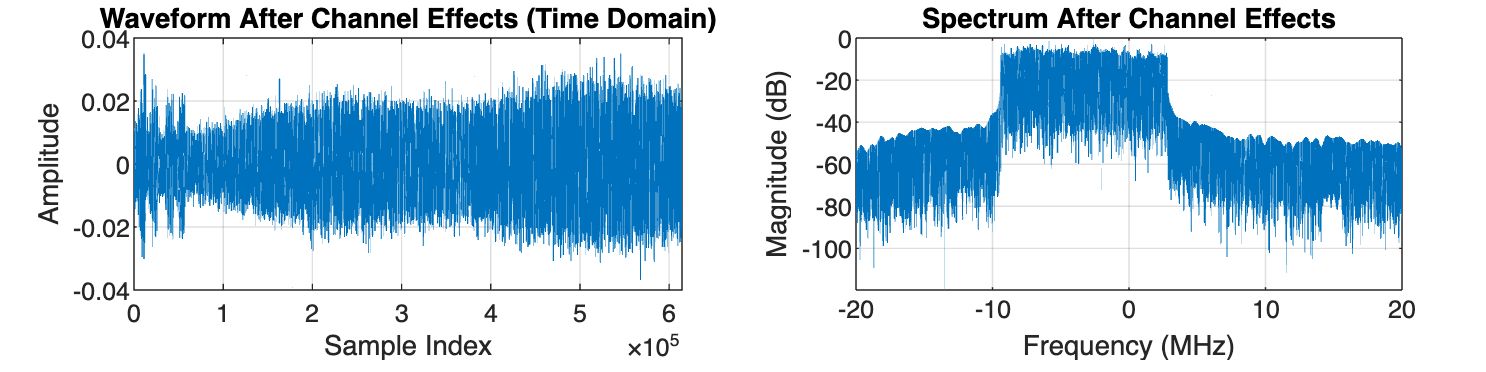 Waveform After Channel Effects (Time Domain)
0.04
0.02
0
-0.02
-0.04
Amplitude
0 1 2 3 4 5 6
Sample Index
×10⁵
Spectrum After Channel Effects
0
-20
-40
-60
-80
-100
Magnitude (dB)
-20 -10 0 10 20
Frequency (MHz)